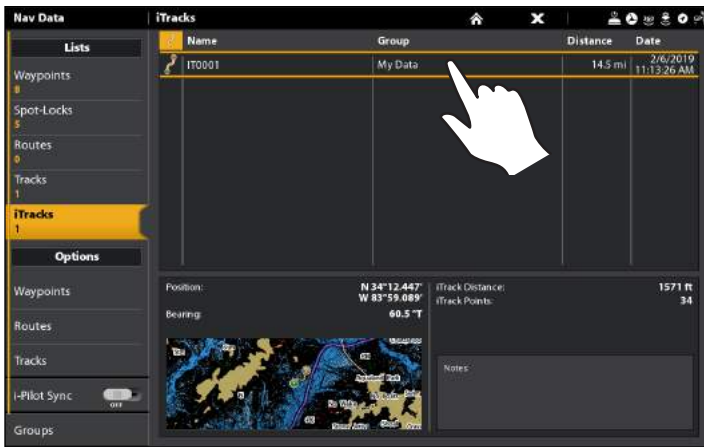 Nav Data
iTracks
Lists
Waypoints
8
Spot-Locks
5
Routes
0
Tracks
1
iTracks
1
Options
Waypoints
Routes
Tracks
i-Pilot Sync
OFF
Groups
Name Group Distance Date
IT0001 My Data 14.5 mi 2/6/2019
11:13:26 AM
Position: N 34°12.447'
W 83°59.089'
Bearing: 60.5 °T
iTrack Distance: 1571 ft
iTrack Points: 34
Notes: